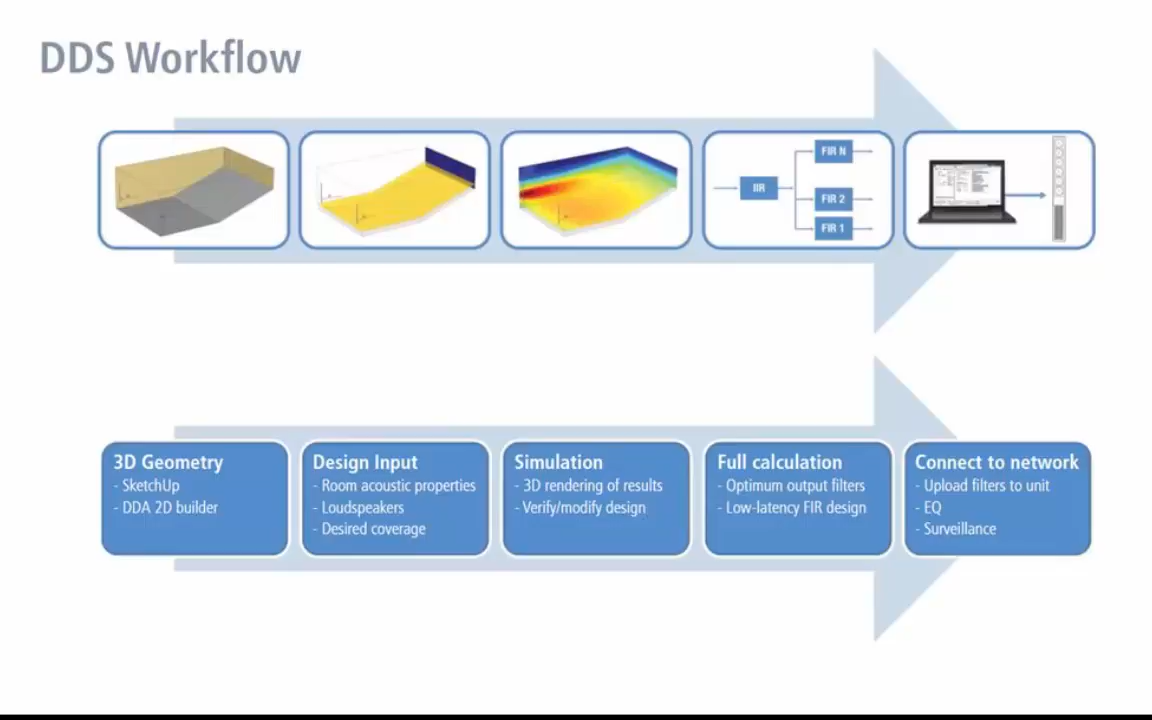 DDS Workflow
IIR
FIR N
FIR 2
FIR 1
3D Geometry
- SketchUp
- DDA 2D builder
Design Input
- Room acoustic properties
- Loudspeakers
- Desired coverage
Simulation
- 3D rendering of results
- Verify/modify design
Full calculation
- Optimum output filters
- Low-latency FIR design
Connect to network
- Upload filters to unit
- EQ
- Surveillance